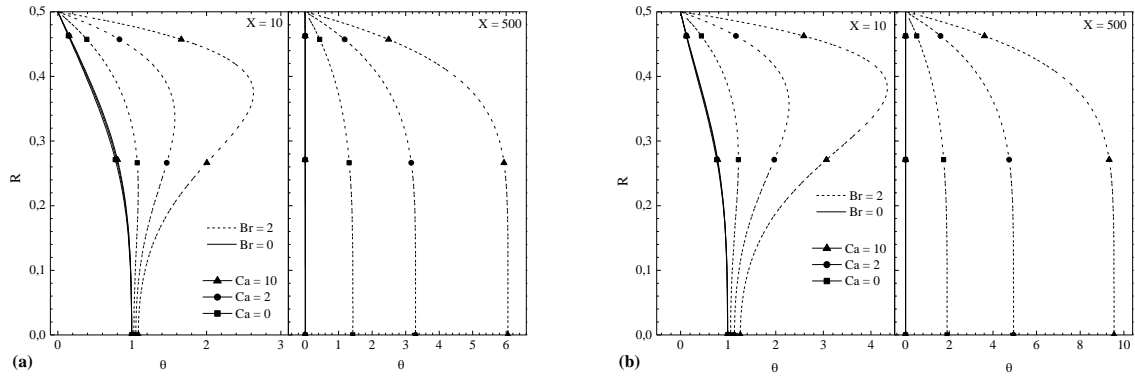 X = 10
X = 500
0,5
0,4
0,3
R
0,2
0,1
0,0
Br = 2
Br = 0
Ca = 10
Ca = 2
Ca = 0
0 1 2 3
0 1 2 3 4 5 6
(a)
θ
θ
X = 10
X = 500
0,5
0,4
0,3
R
0,2
0,1
0,0
Br = 2
Br = 0
Ca = 10
Ca = 2
Ca = 0
0 1 2 3 4
0 2 4 6 8 10
(b)
θ
θ